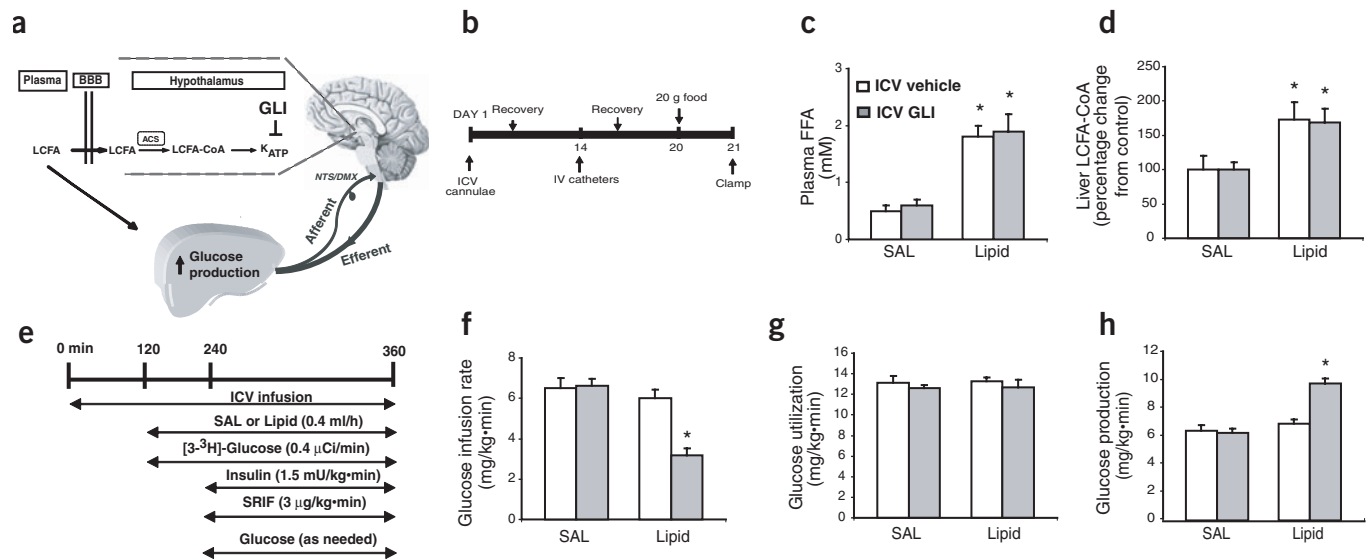 a
Plasma
BBB
Hypothalamus
GLI
ACS
LCFA
LCFA
LCFA-CoA
KATP
NTS/DMX
Afferent
Efferent
Glucose
production
b
DAY 1
Recovery
Recovery
20 g food
14
20
21
ICV
cannulae
IV catheters
Clamp
c
Plasma FFA
(mM)
3
2
1
0
ICV vehicle
ICV GLI
*
*
SAL
Lipid
d
Liver LCFA-CoA
(percentage change
from control)
250
200
150
100
50
0
*
*
SAL
Lipid
e
0 min
120
240
360
ICV infusion
SAL or Lipid (0.4 ml/h)
[3-³H]-Glucose (0.4 µCi/min)
Insulin (1.5 mU/kg•min)
SRIF (3 µg/kg•min)
Glucose (as needed)
f
Glucose infusion rate
(mg/kg•min)
8
6
4
2
0
*
SAL
Lipid
g
Glucose utilization
(mg/kg•min)
16
14
12
10
8
6
4
2
0
SAL
Lipid
h
Glucose production
(mg/kg•min)
12
10
8
6
4
2
0
*
SAL
Lipid